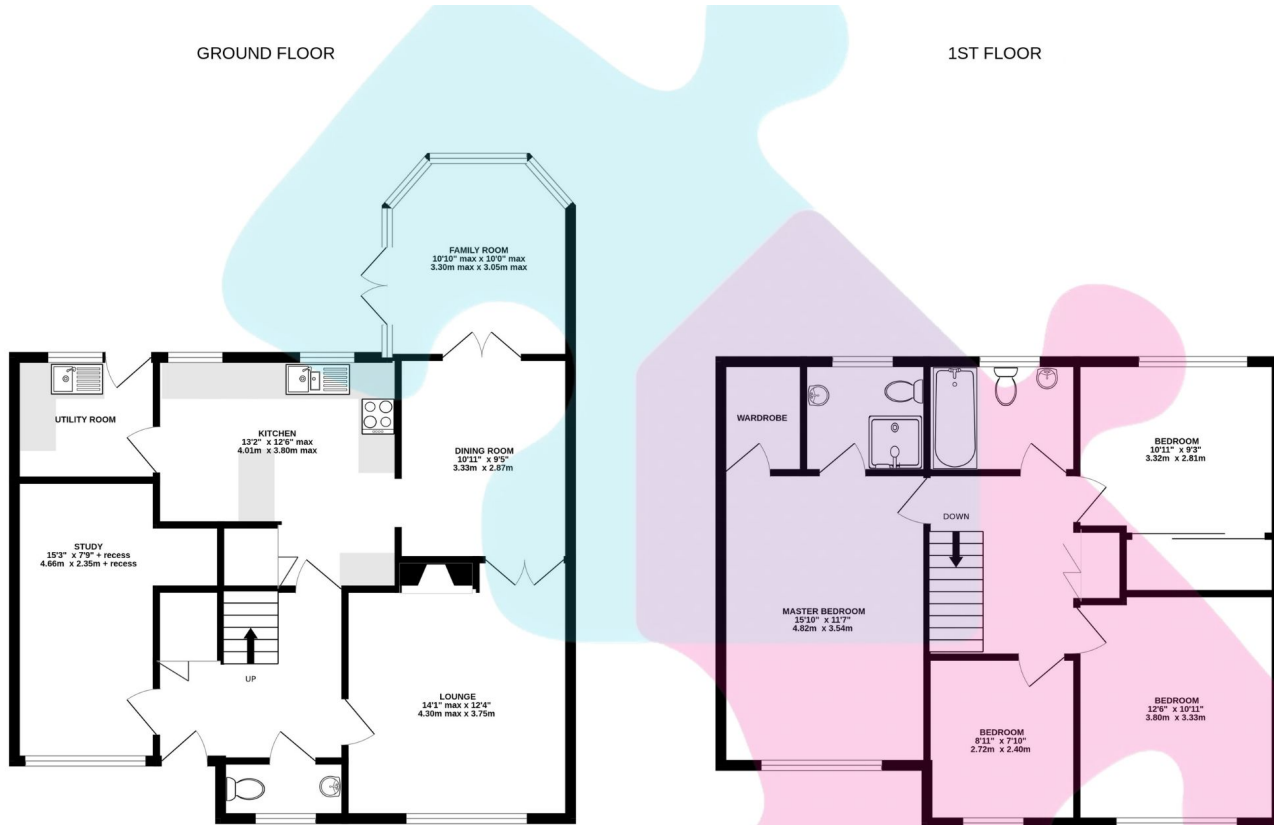 GROUND FLOOR
1ST FLOOR
FAMILY ROOM
10'10" max x 10'0" max
3.30m max x 3.05m max
UTILITY ROOM
KITCHEN
13'2" x 12'6" max
4.01m x 3.80m max
DINING ROOM
10'11" x 9'5"
3.33m x 2.87m
STUDY
15'3" x 7'9" + recess
4.66m x 2.35m + recess
UP
LOUNGE
14'1" max x 12'4"
4.30m max x 3.75m
WARDROBE
BEDROOM
10'11" x 9'3"
3.32m x 2.81m
DOWN
MASTER BEDROOM
15'10" x 11'7"
4.82m x 3.54m
BEDROOM
8'11" x 7'10"
2.72m x 2.40m
BEDROOM
12'6" x 10'11"
3.80m x 3.33m